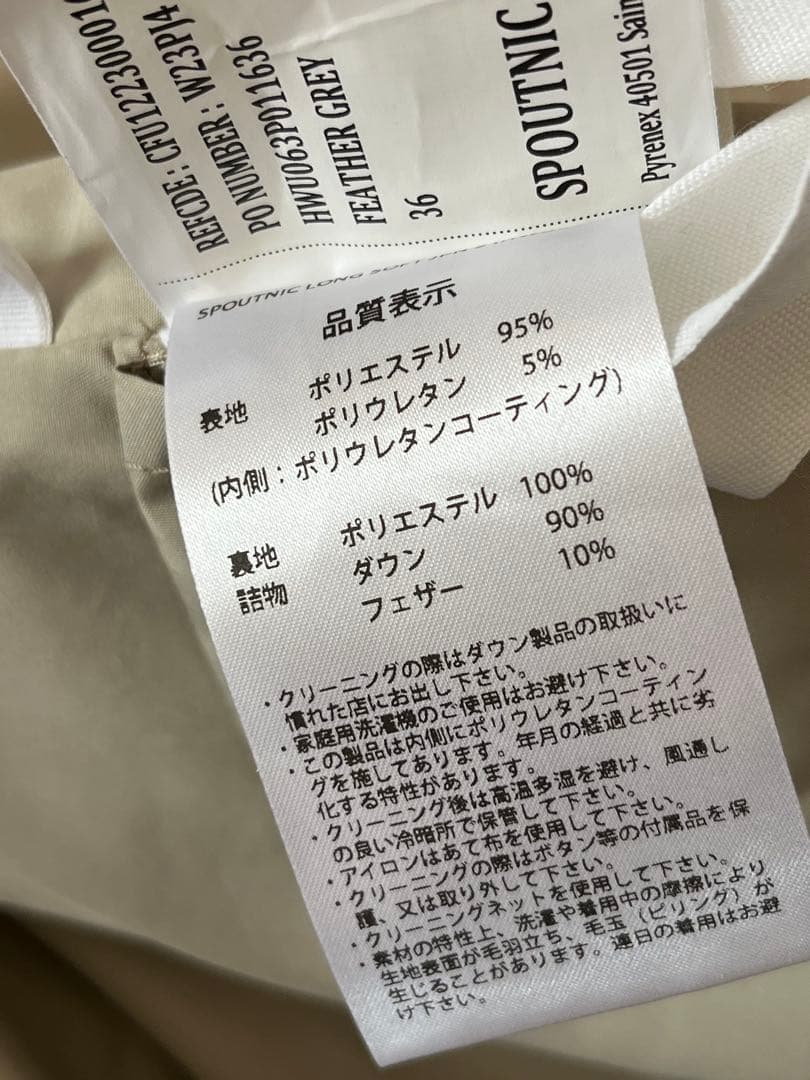 REFCDE : CFU122300001
PO NUMBER : W23PJ4
HWU063P011636
FEATHER GREY
36
SPOUTNIC
Pyrenex 40501 Sain
SPOUTNIC LONG
品質表示
表地 ポリエステル 95%
ポリウレタン 5%
(内側:ポリウレタンコーティング)
裏地 ポリエステル 100%
詰物 ダウン 90%
フェザー 10%
・クリーニングの際はダウン製品の取扱いに
慣れた店にお出し下さい。
・家庭用洗濯機のご使用はお避け下さい。
・この製品は内側にポリウレタンコーティン
グを施してあります。年月の経過と共に劣
化する特性があります。
・クリーニング後は高温多湿を避け、風通し
の良い冷暗所で保管して下さい。
・アイロンはあて布を使用して下さい。
・クリーニングの際はボタン等の付属品を保
護、又は取り外して下さい。
・クリーニングネットを使用して下さい。
・素材の特性上、洗濯や着用中の摩擦により
生地表面が毛羽立ち、毛玉(ピリング)が
生じることがあります。連日の着用はお避
け下さい。